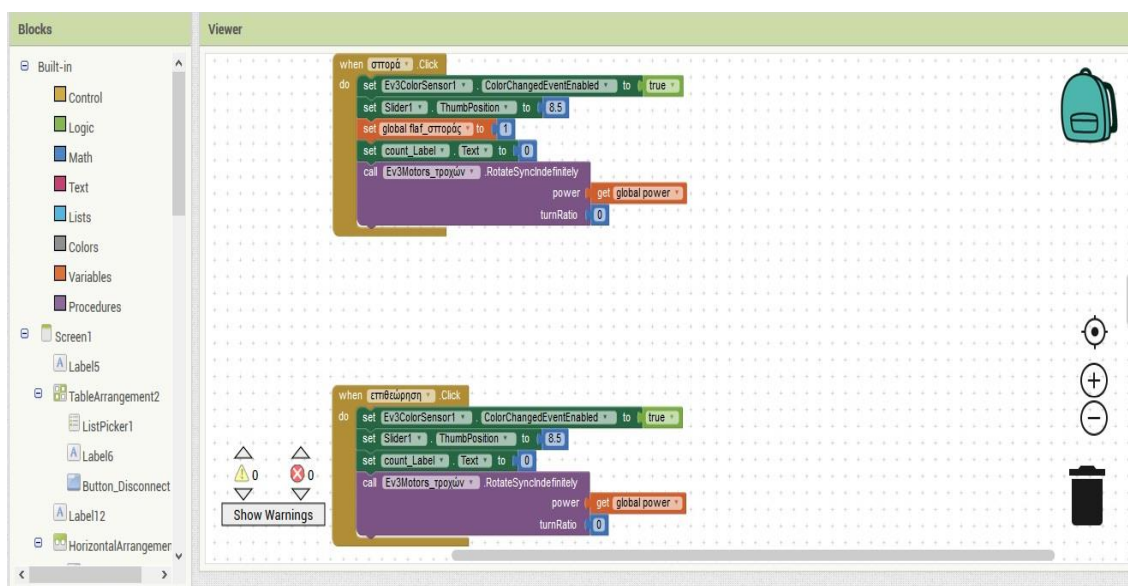 Blocks
Viewer
Built-in
Control
Logic
Math
Text
Lists
Colors
Variables
Procedures
Screen1
Label5
TableArrangement2
ListPicker1
Label6
Button_Disconnect
Label12
HorizontalArrangemen
when σπορά .Click
do set Ev3ColorSensor1 . ColorChangedEventEnabled to true
set Slider1 . ThumbPosition to 8.5
set global flaf_σποράς to 1
set count_Label . Text to 0
call Ev3Motors_τροχών .RotateSyncIndefinitely
power get global power
turnRatio 0
when επιθεώρηση .Click
do set Ev3ColorSensor1 . ColorChangedEventEnabled to true
set Slider1 . ThumbPosition to 8.5
set count_Label . Text to 0
call Ev3Motors_τροχών .RotateSyncIndefinitely
power get global power
turnRatio 0
0 0
Show Warnings